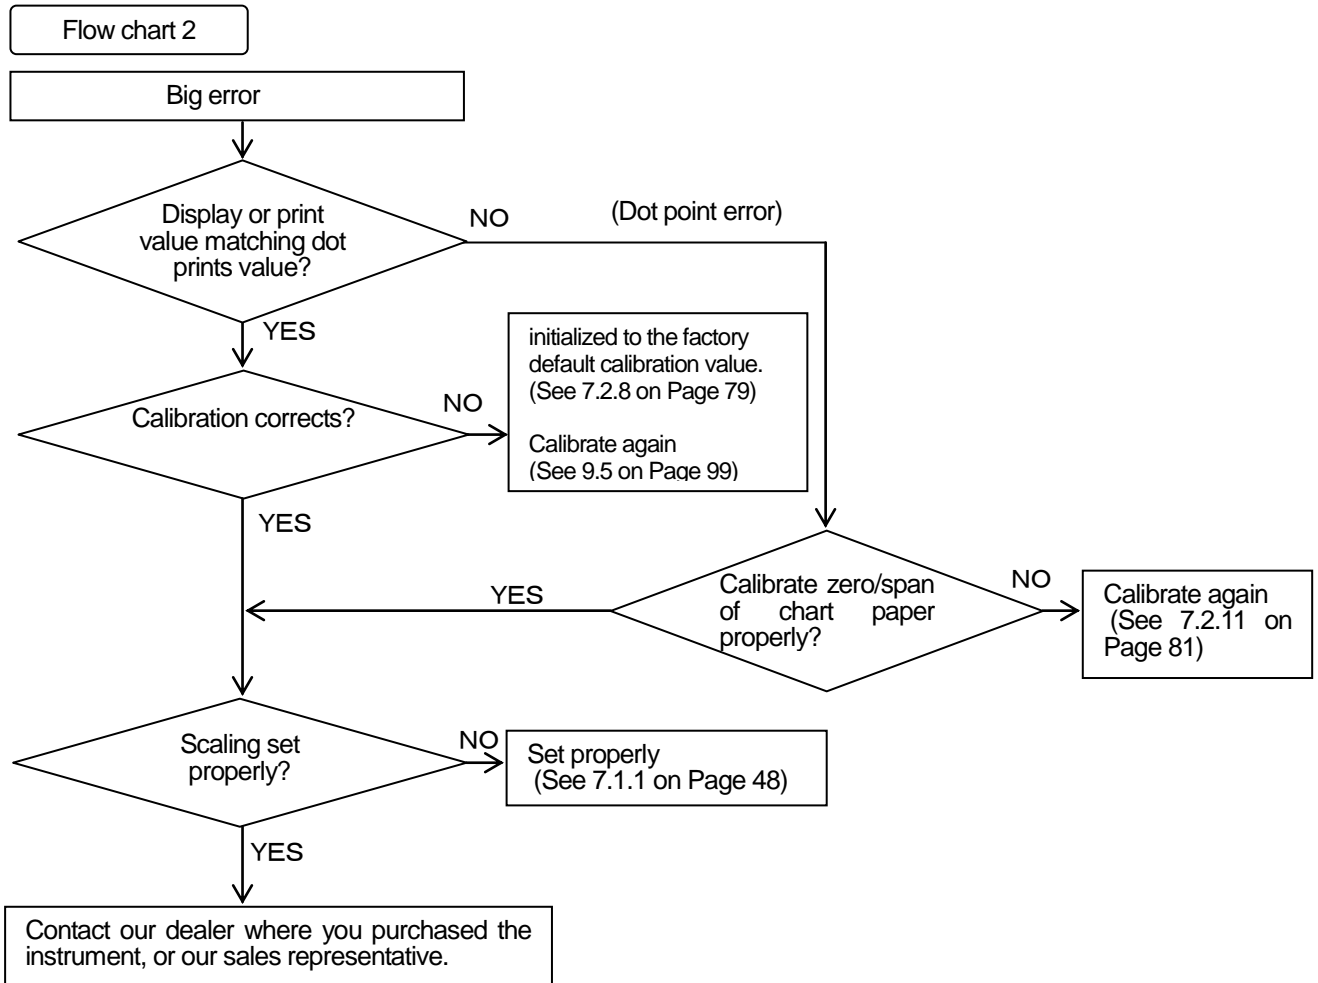 Flow chart 2
Big error
Display or print
value matching dot
prints value?
NO
(Dot point error)
YES
initialized to the factory
default calibration value.
(See 7.2.8 on Page 79)
Calibrate again
(See 9.5 on Page 99)
Calibration corrects?
NO
YES
Calibrate zero/span
of chart paper
properly?
NO
YES
Calibrate again
(See 7.2.11 on
Page 81)
Scaling set
properly?
NO
Set properly
(See 7.1.1 on Page 48)
YES
Contact our dealer where you purchased the
instrument, or our sales representative.